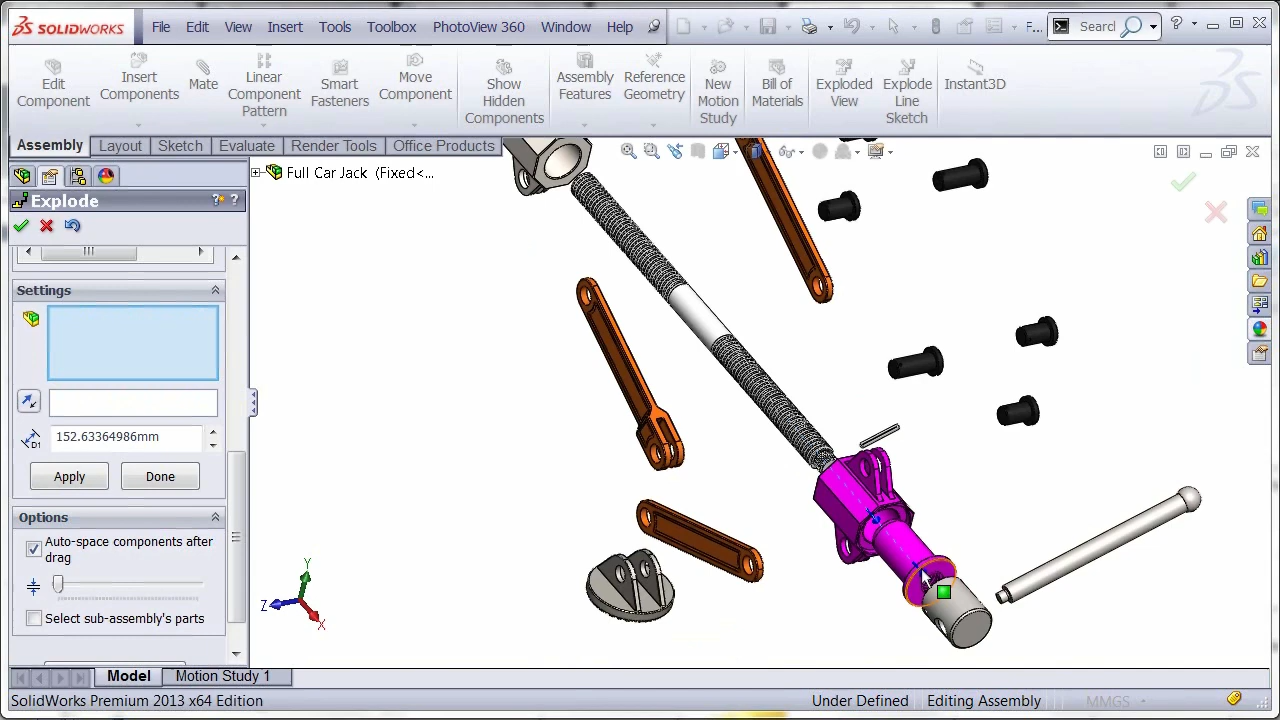 SOLIDWORKS File Edit View Insert Tools Toolbox PhotoView 360 Window Help F... Searcl
Edit Component
Insert Components
Mate
Linear Component Pattern
Smart Fasteners
Move Component
Show Hidden Components
Assembly Features
Reference Geometry
New Motion Study
Bill of Materials
Exploded View
Explode Line Sketch
Instant3D
Assembly Layout Sketch Evaluate Render Tools Office Products
Full Car Jack (Fixed<...
Explode
Settings
D1 152.63364986mm
Apply Done
Options
Auto-space components after
drag
Select sub-assembly's parts
Y
Z
X
Model Motion Study 1
SolidWorks Premium 2013 x64 Edition Under Defined Editing Assembly MMGS